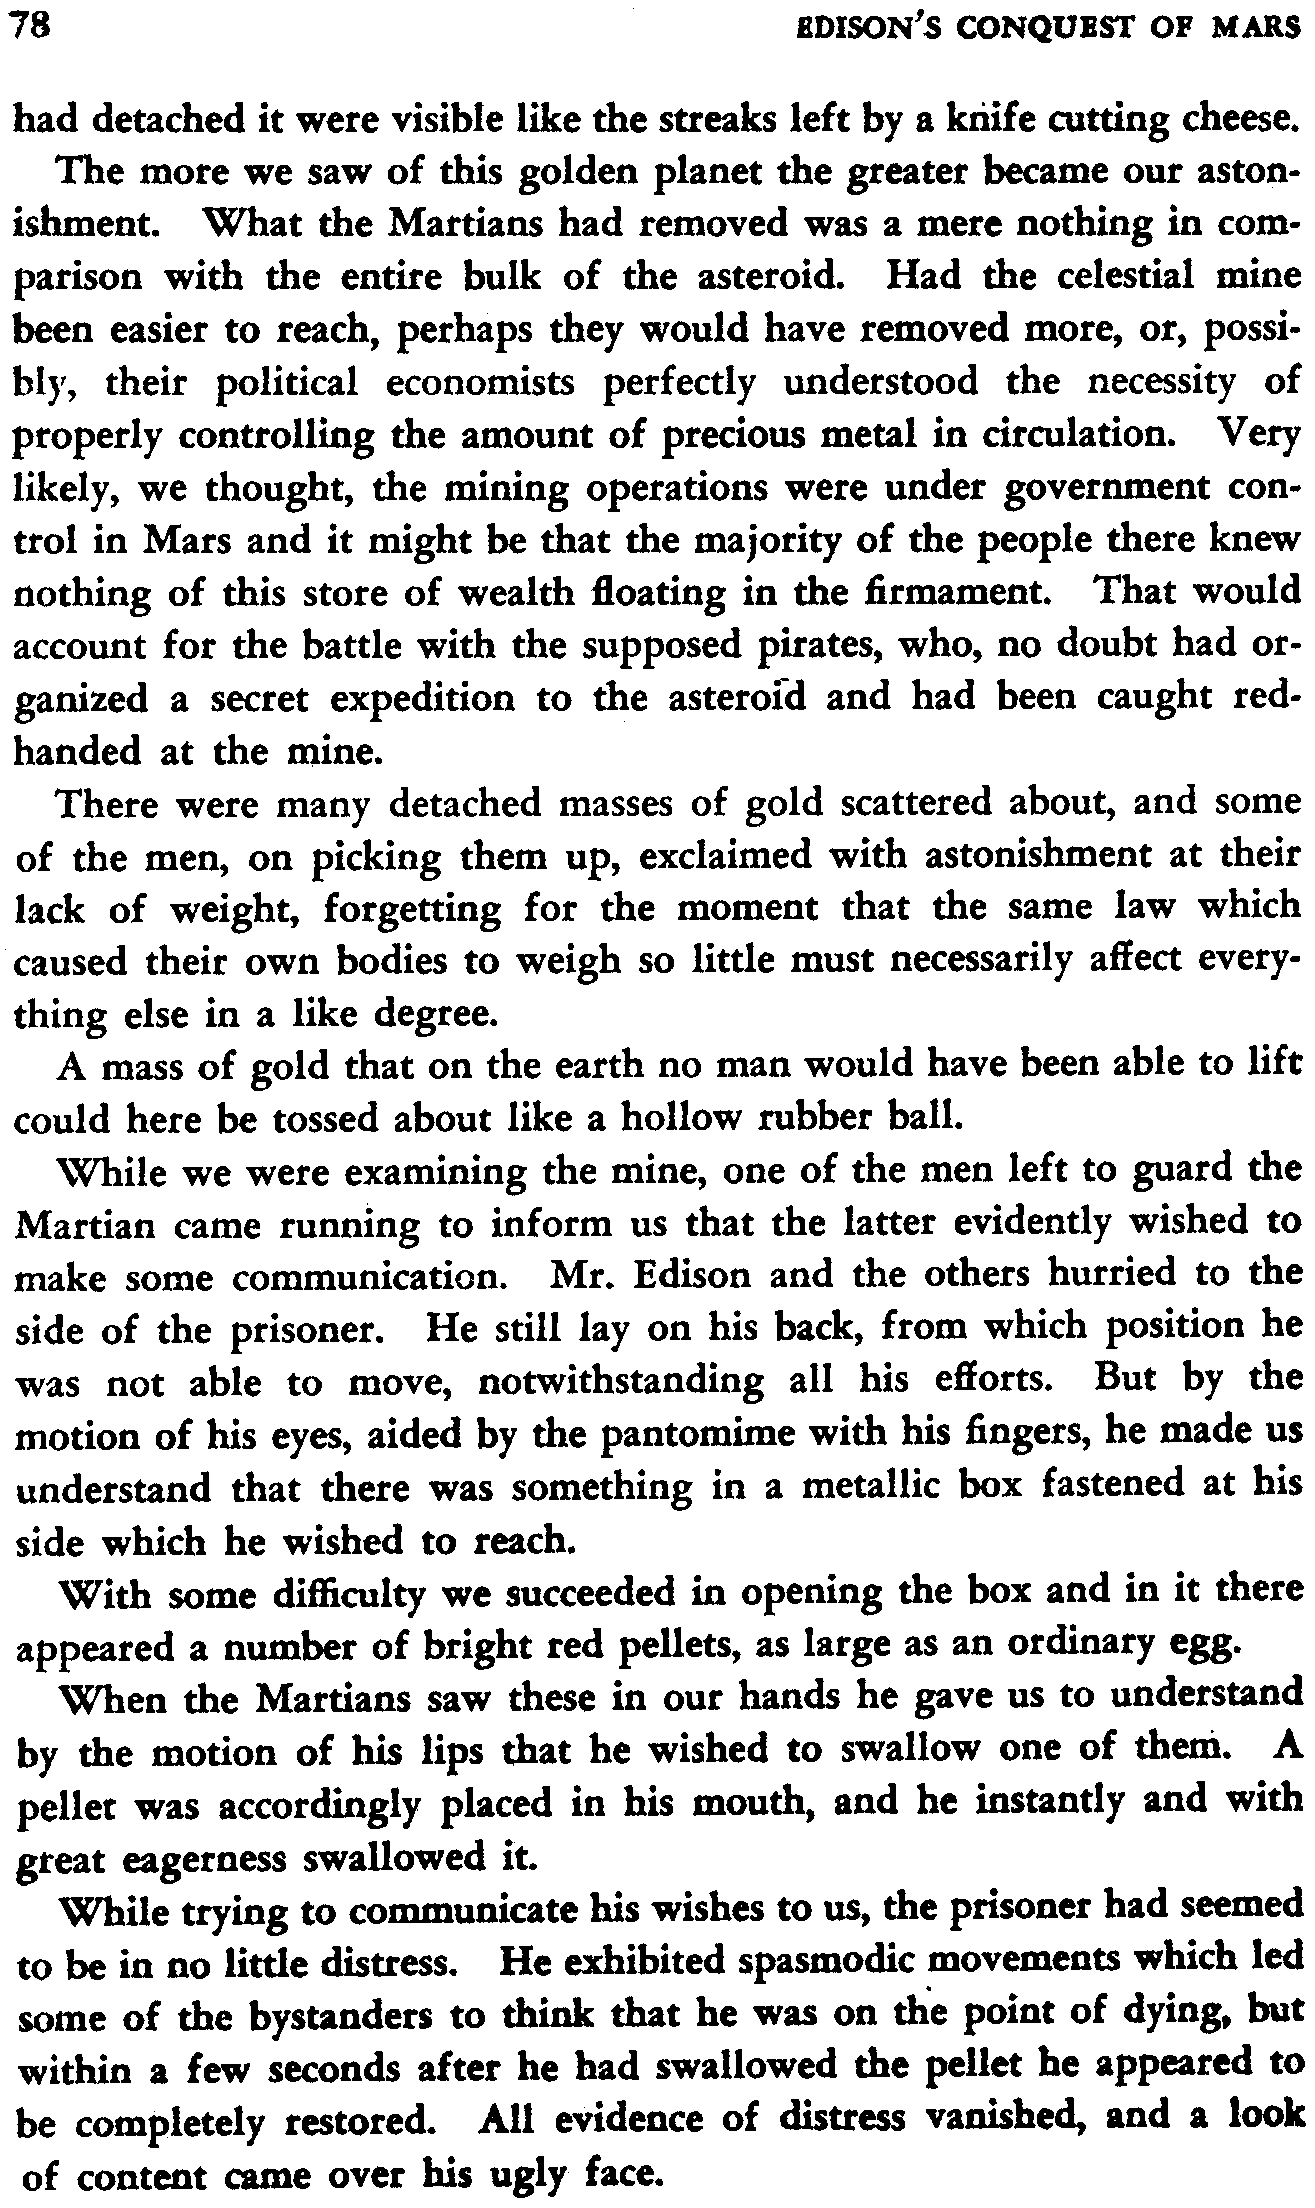 78 EDISON'S CONQUEST OF MARS
had detached it were visible like the streaks left by a knife cutting cheese.
The more we saw of this golden planet the greater became our aston-
ishment. What the Martians had removed was a mere nothing in com-
parison with the entire bulk of the asteroid. Had the celestial mine
been easier to reach, perhaps they would have removed more, or, possi-
bly, their political economists perfectly understood the necessity of
properly controlling the amount of precious metal in circulation. Very
likely, we thought, the mining operations were under government con-
trol in Mars and it might be that the majority of the people there knew
nothing of this store of wealth floating in the firmament. That would
account for the battle with the supposed pirates, who, no doubt had or-
ganized a secret expedition to the asteroid and had been caught red-
handed at the mine.
There were many detached masses of gold scattered about, and some
of the men, on picking them up, exclaimed with astonishment at their
lack of weight, forgetting for the moment that the same law which
caused their own bodies to weigh so little must necessarily affect every-
thing else in a like degree.
A mass of gold that on the earth no man would have been able to lift
could here be tossed about like a hollow rubber ball.
While we were examining the mine, one of the men left to guard the
Martian came running to inform us that the latter evidently wished to
make some communication. Mr. Edison and the others hurried to the
side of the prisoner. He still lay on his back, from which position he
was not able to move, notwithstanding all his efforts. But by the
motion of his eyes, aided by the pantomime with his fingers, he made us
understand that there was something in a metallic box fastened at his
side which he wished to reach.
With some difficulty we succeeded in opening the box and in it there
appeared a number of bright red pellets, as large as an ordinary egg.
When the Martians saw these in our hands he gave us to understand
by the motion of his lips that he wished to swallow one of them. A
pellet was accordingly placed in his mouth, and he instantly and with
great eagerness swallowed it.
While trying to communicate his wishes to us, the prisoner had seemed
to be in no little distress. He exhibited spasmodic movements which led
some of the bystanders to think that he was on the point of dying, but
within a few seconds after he had swallowed the pellet he appeared to
be completely restored. All evidence of distress vanished, and a look
of content came over his ugly face.